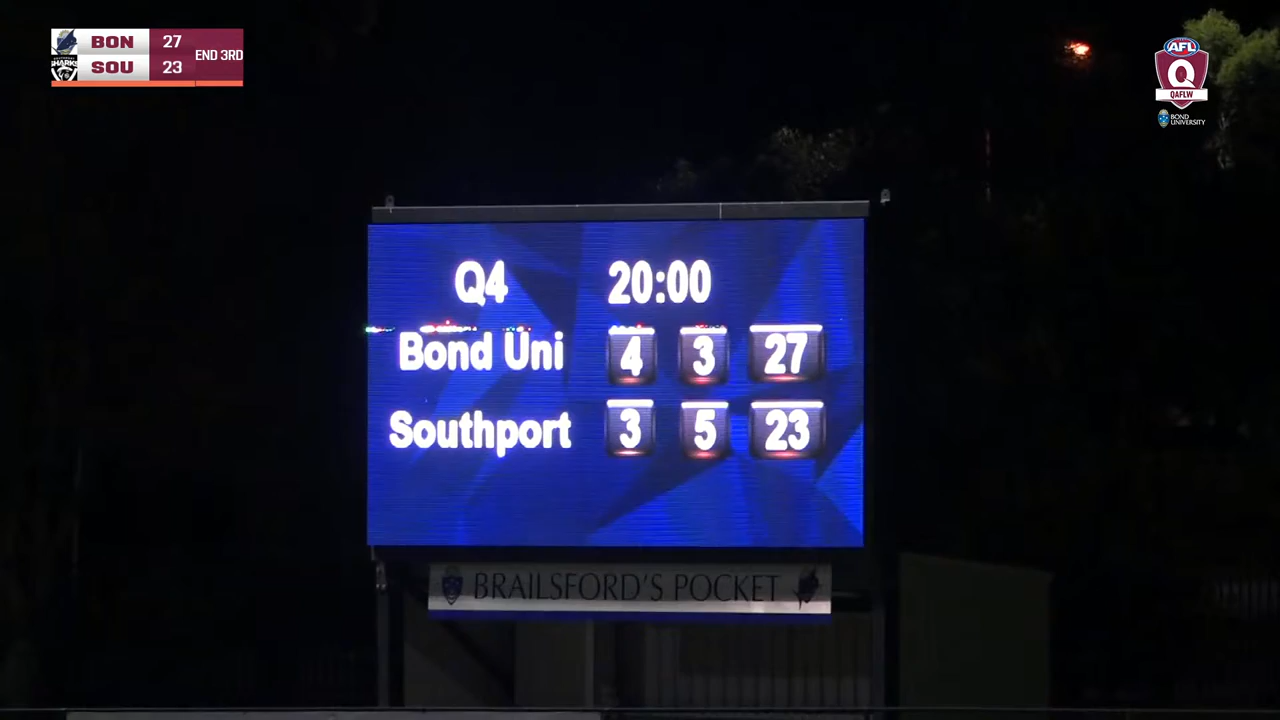 BON 27
SOU 23
END 3RD
AFL
Q
QAFLW
BOND
UNIVERSITY
SHARKS
Q4 20:00
Bond Uni 4 3 27
Southport 3 5 23
BRAILSFORD'S POCKET